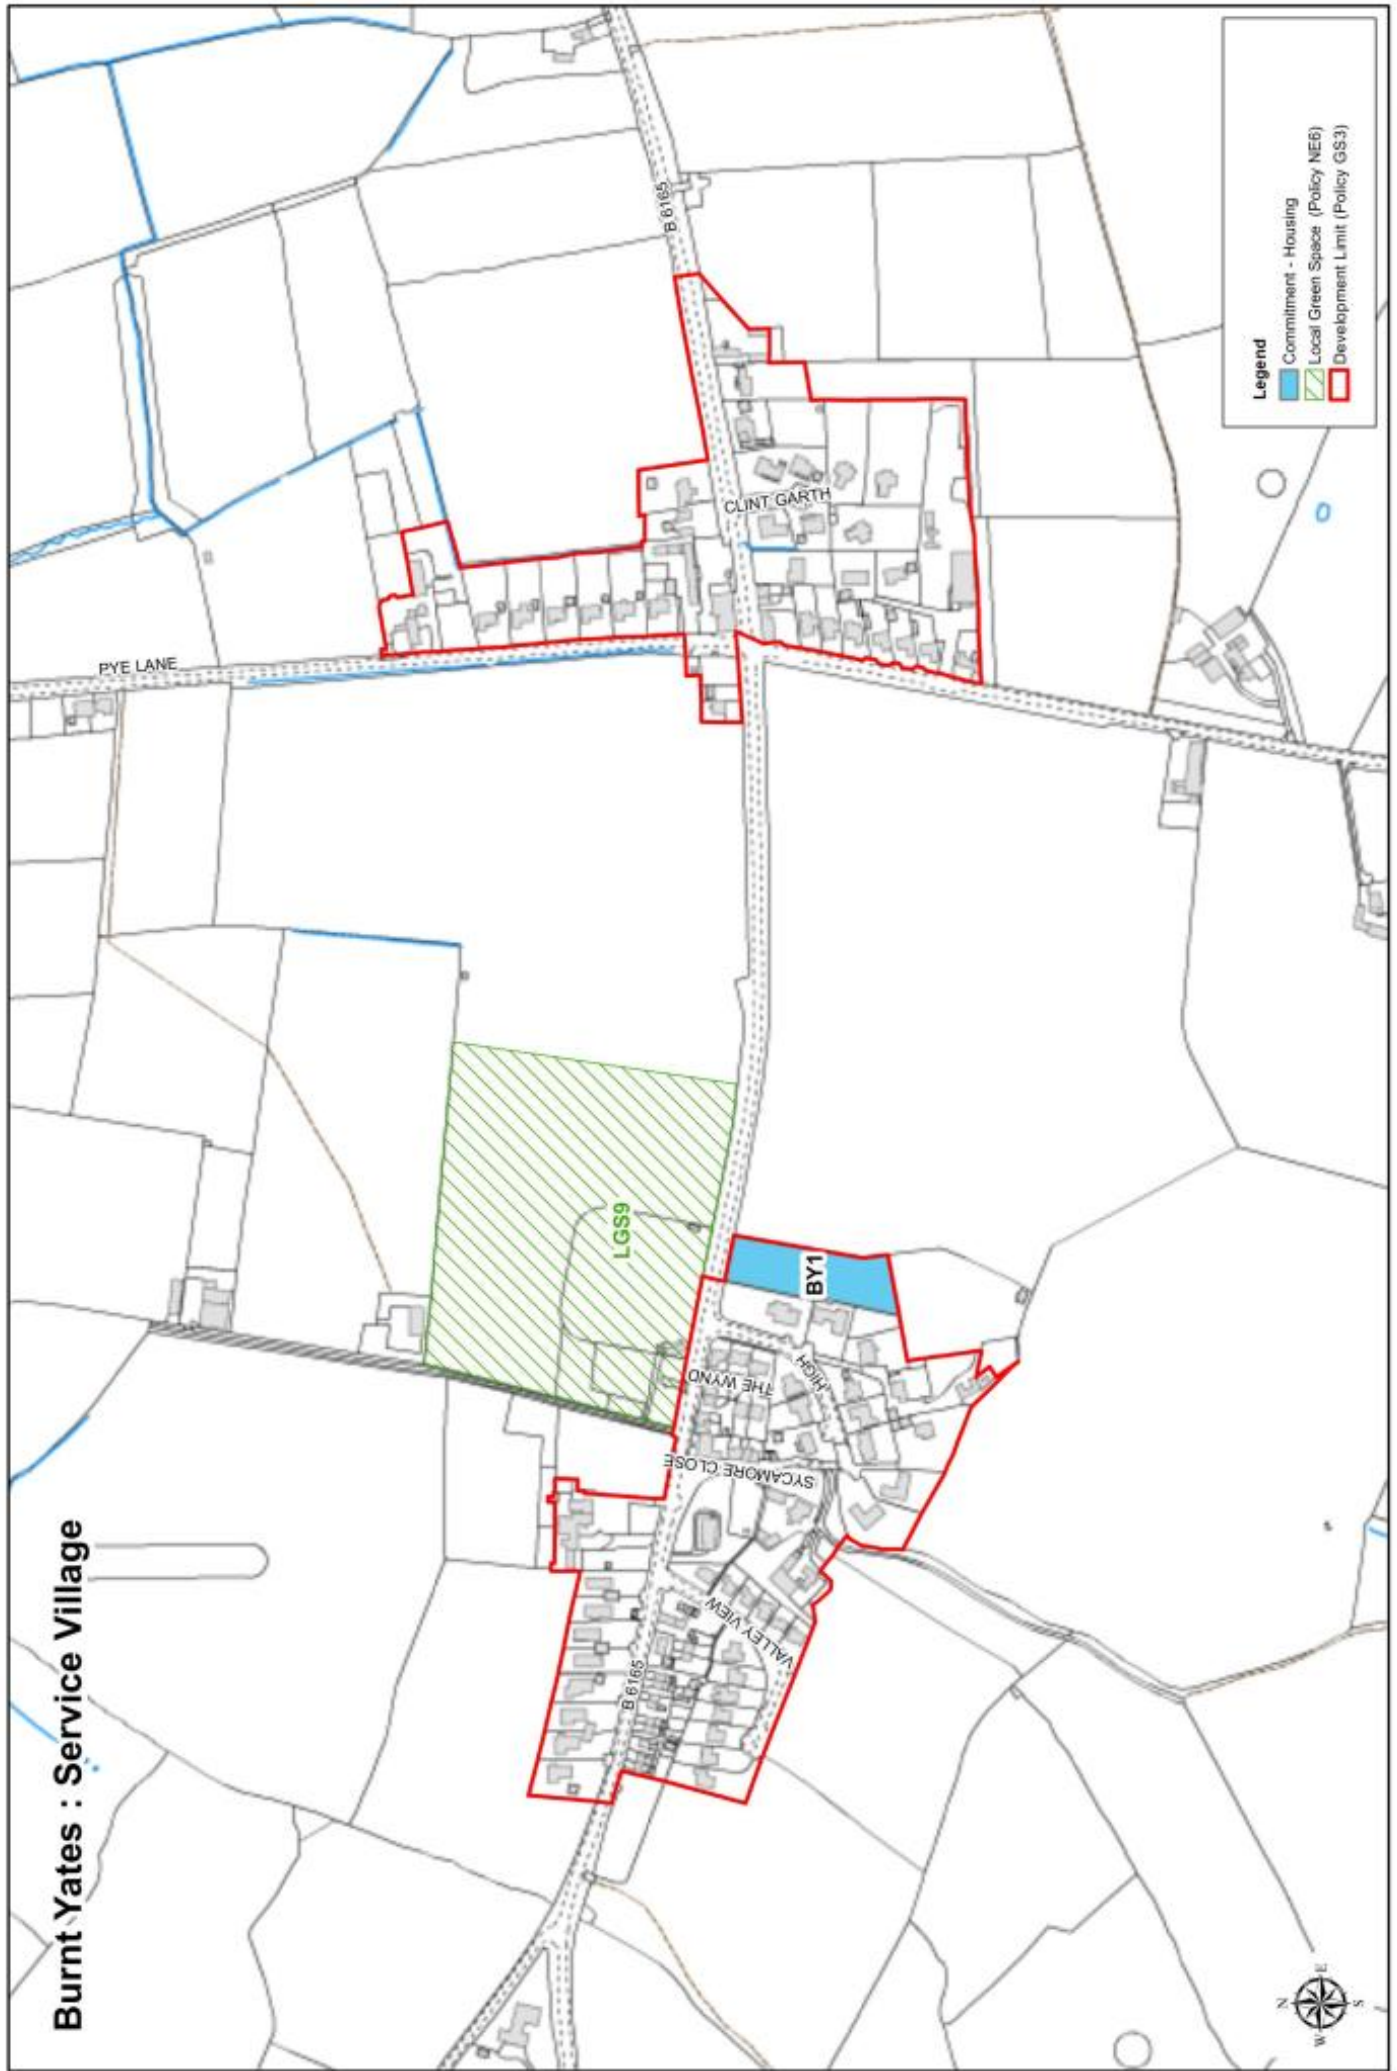 Burnt Yates : Service Village
PYE LANE
B 6165
CLINT GARTH
LGS9
BY1
THE WYND
HIGH
SYCAMORE CLOSE
VALLEY VIEW
B 6165
Legend
Commitment - Housing
Local Green Space (Policy NE6)
Development Limit (Policy GS3)
N
W
E
S